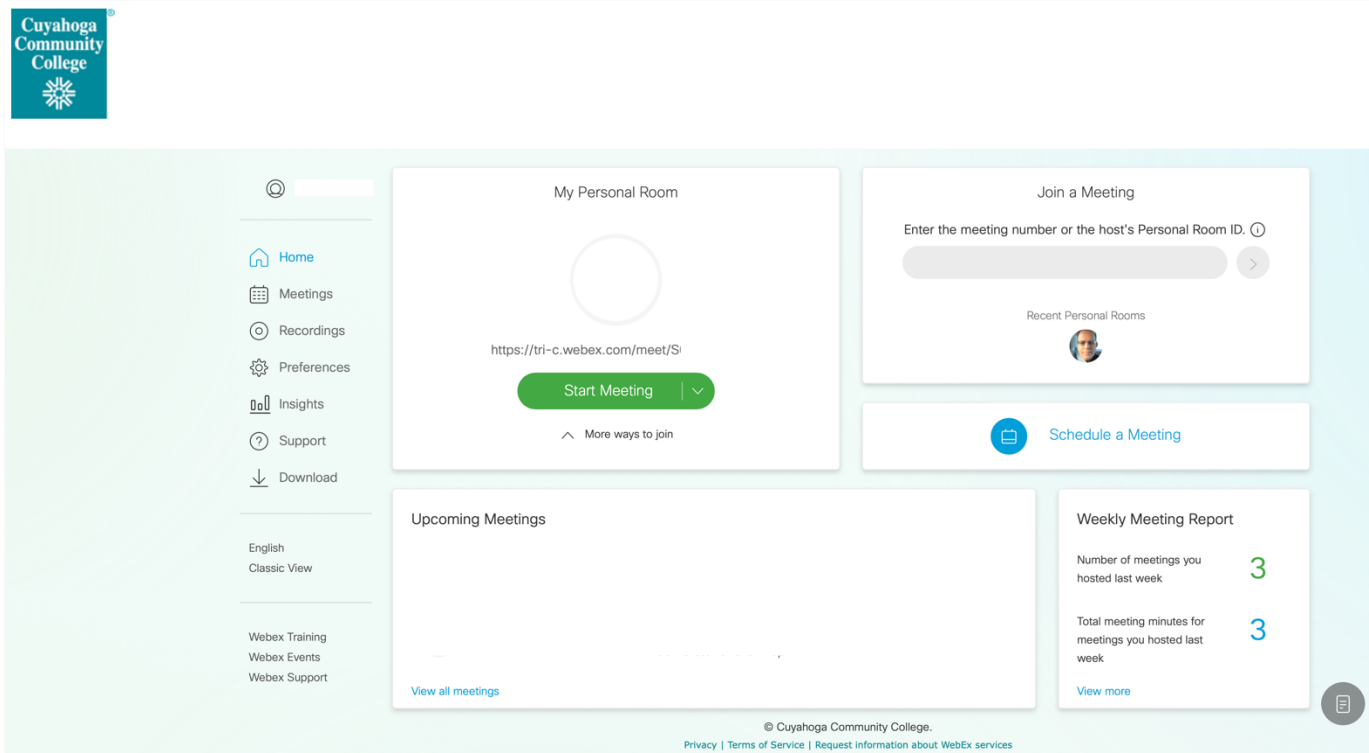 Cuyahoga
Community
College
®
My Personal Room
https://tri-c.webex.com/meet/S
Start Meeting
More ways to join
Join a Meeting
Enter the meeting number or the host's Personal Room ID.
Recent Personal Rooms
Schedule a Meeting
Home
Meetings
Recordings
Preferences
Insights
Support
Download
English
Classic View
Webex Training
Webex Events
Webex Support
Upcoming Meetings
View all meetings
Weekly Meeting Report
Number of meetings you
hosted last week
3
Total meeting minutes for
meetings you hosted last
week
3
View more
© Cuyahoga Community College.
Privacy | Terms of Service | Request information about WebEx services